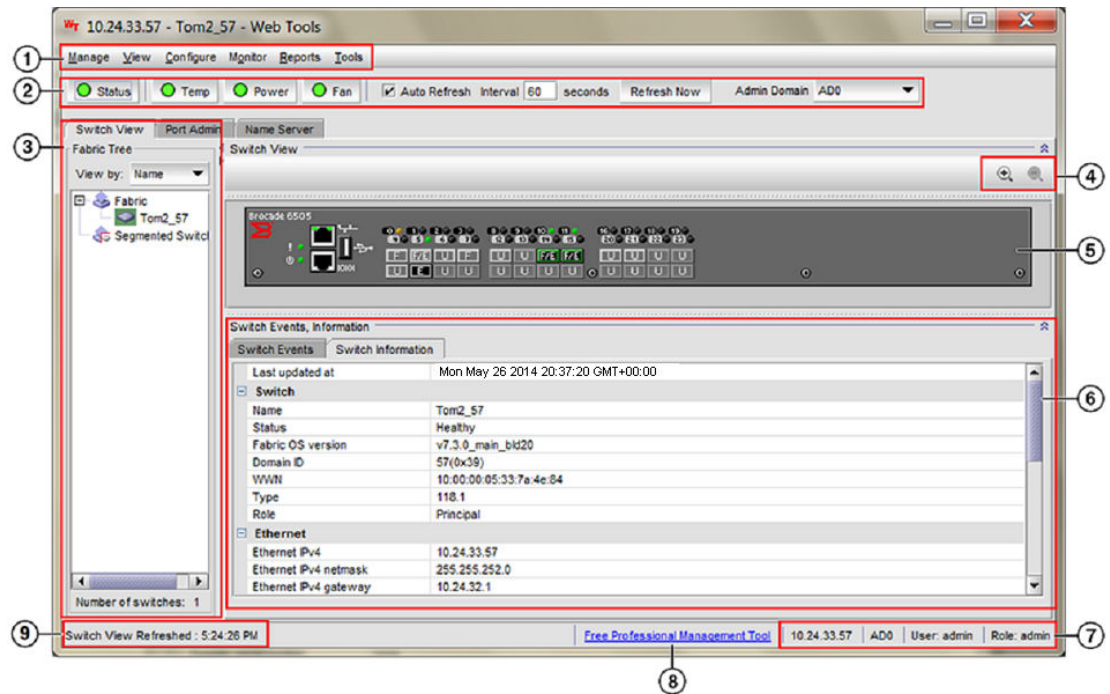 10.24.33.57 - Tom2_57 - Web Tools
1 Manage View Configure Monitor Reports Tools
2 Status Temp Power Fan Auto Refresh Interval 60 seconds Refresh Now Admin Domain AD0
Switch View Port Admin Name Server
3 Fabric Tree Switch View
View by: Name
4
Fabric
Tom2_57
Segmented Switcl
Brocade 6505
5
Switch Events, Information
Switch Events Switch Information
Last updated at Mon May 26 2014 20:37:20 GMT+00:00
Switch
6
Name Tom2_57
Status Healthy
Fabric OS version v7.3.0_main_bld20
Domain ID 57(0x39)
WWN 10:00:00:05:33:7a:4e:84
Type 118.1
Role Principal
Ethernet
Ethernet IPv4 10.24.33.57
Ethernet IPv4 netmask 255.255.252.0
Ethernet IPv4 gateway 10.24.32.1
Number of switches: 1
9 Switch View Refreshed : 5:24:26 PM Free Professional Management Tool 10.24.33.57 AD0 User: admin Role: admin 7
8